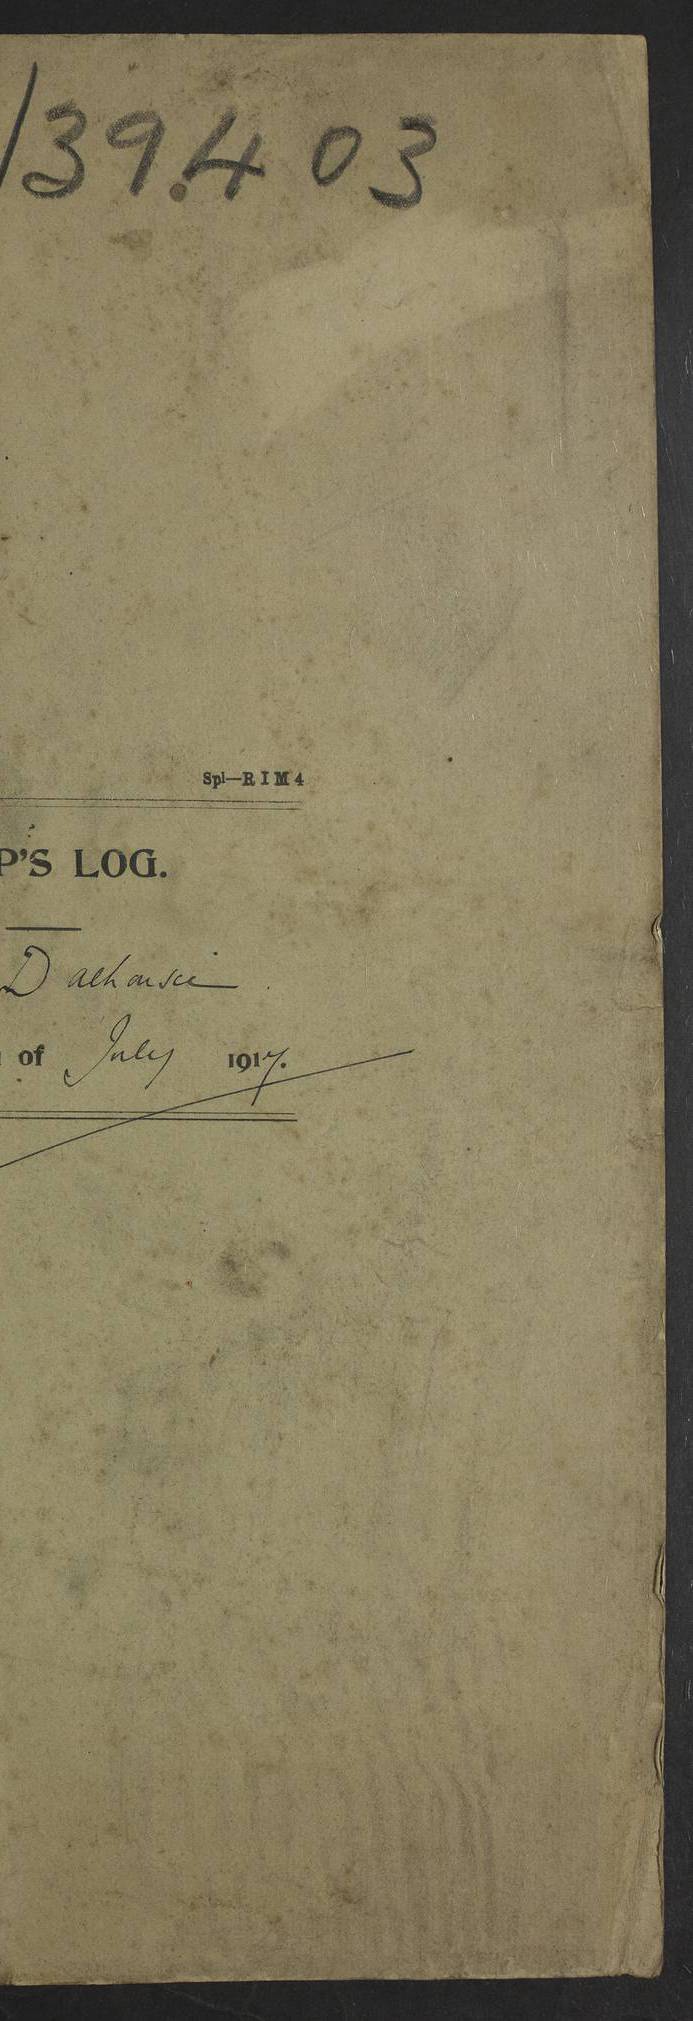 /39403
Spl—R I M 4
P'S LOG.
Dalhousie
of July 1917.